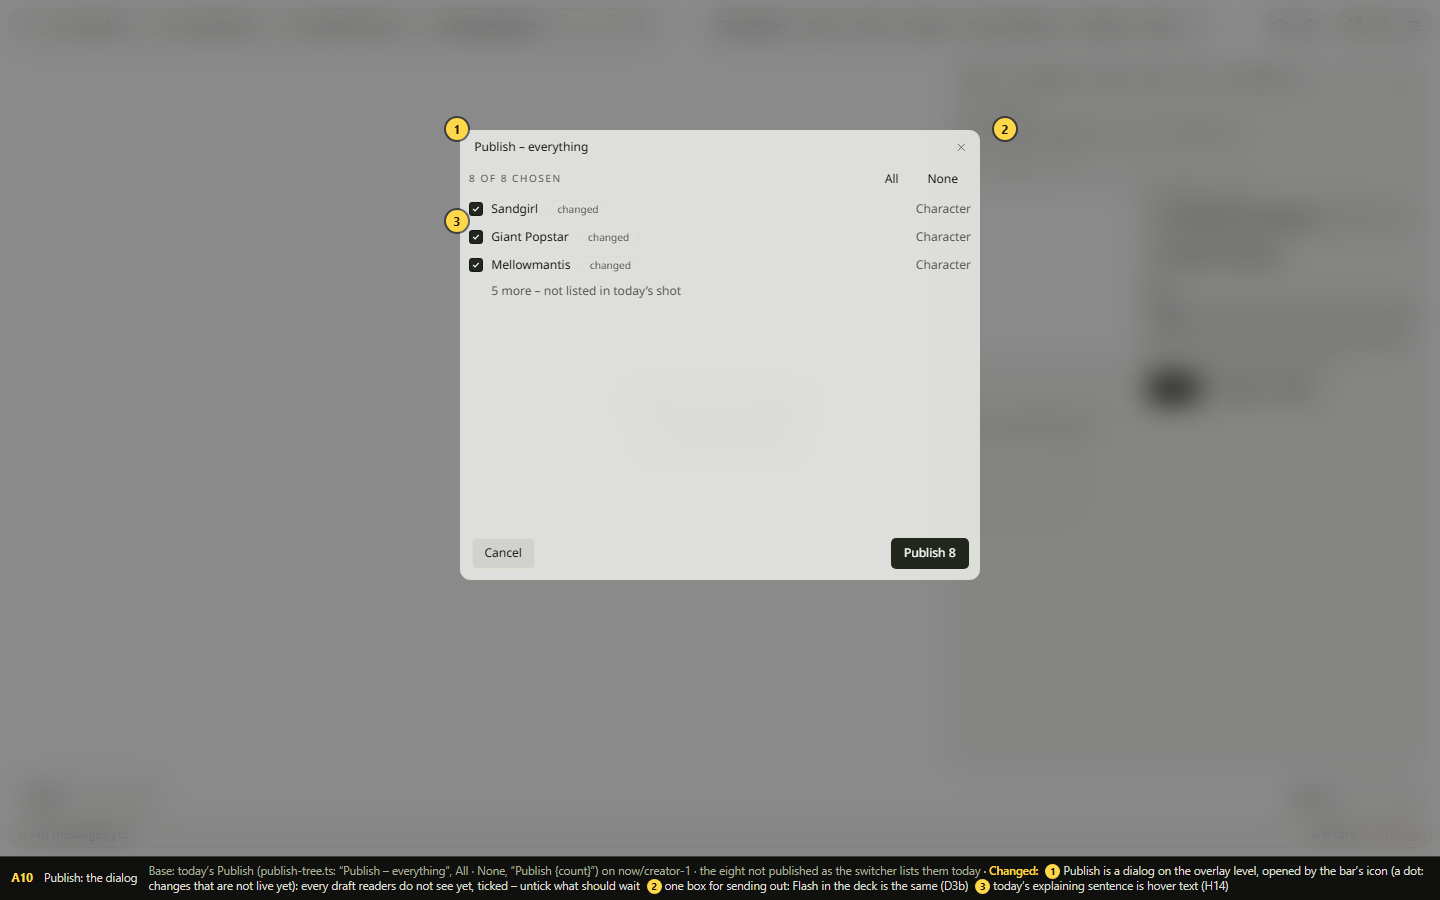 1
2
Publish – everything
8 OF 8 CHOSEN All None
3
Sandgirl changed Character
Giant Popstar changed Character
Mellowmantis changed Character
5 more – not listed in today's shot
Cancel Publish 8
No messages yet
A10 Publish: the dialog
Base: today's Publish (publish-tree.ts: “Publish – everything”, All · None, “Publish {count}”) on now/creator-1 · the eight not published as the switcher lists them today · Changed: 1 Publish is a dialog on the overlay level, opened by the bar's icon (a dot:
changes that are not live yet): every draft readers do not see yet, ticked – untick what should wait 2 one box for sending out: Flash in the deck is the same (D3b) 3 today's explaining sentence is hover text (H14)